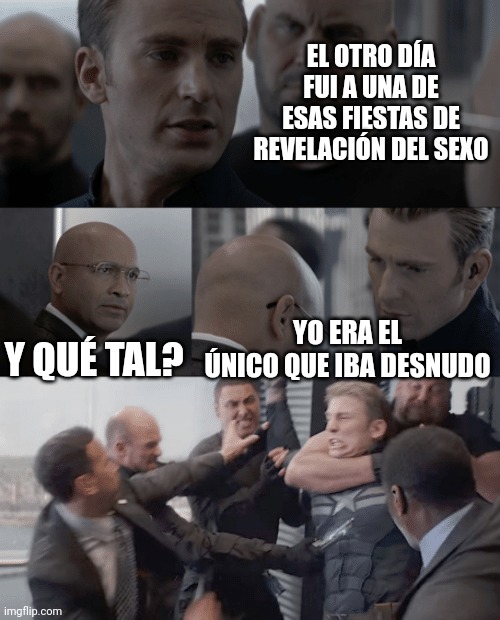 EL OTRO DÍA
FUI A UNA DE
ESAS FIESTAS DE
REVELACIÓN DEL SEXO
Y QUÉ TAL?
YO ERA EL
ÚNICO QUE IBA DESNUDO
imgflip.com